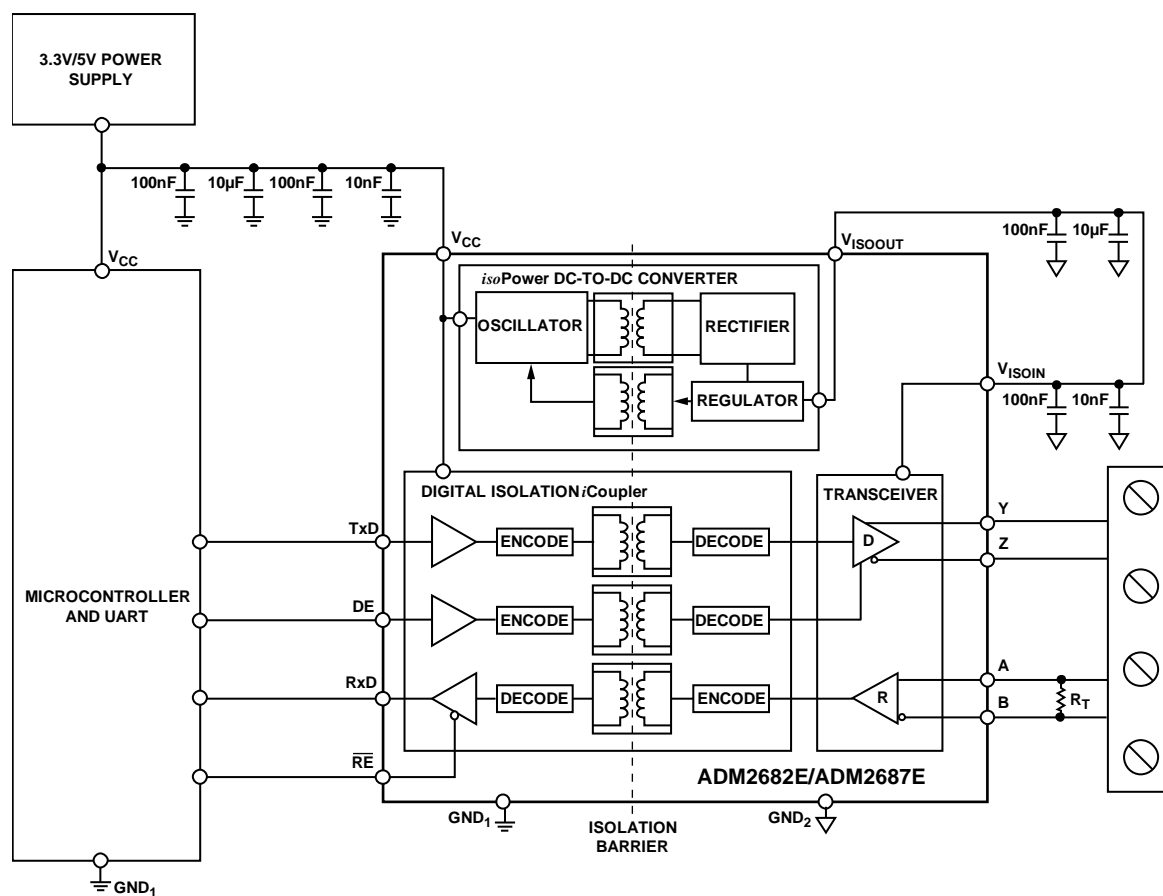 3.3V/5V POWER
SUPPLY
100nF
10µF
100nF
10nF
100nF
10µF
VCC
VCC
VISOOUT
isoPower DC-TO-DC CONVERTER
OSCILLATOR
RECTIFIER
REGULATOR
VISOIN
100nF
10nF
DIGITAL ISOLATION iCoupler
TRANSCEIVER
TxD
ENCODE
DECODE
D
Y
Z
MICROCONTROLLER
AND UART
DE
ENCODE
DECODE
RxD
DECODE
ENCODE
R
A
B
RT
RE
ADM2682E/ADM2687E
GND1
GND2
ISOLATION
BARRIER
GND1